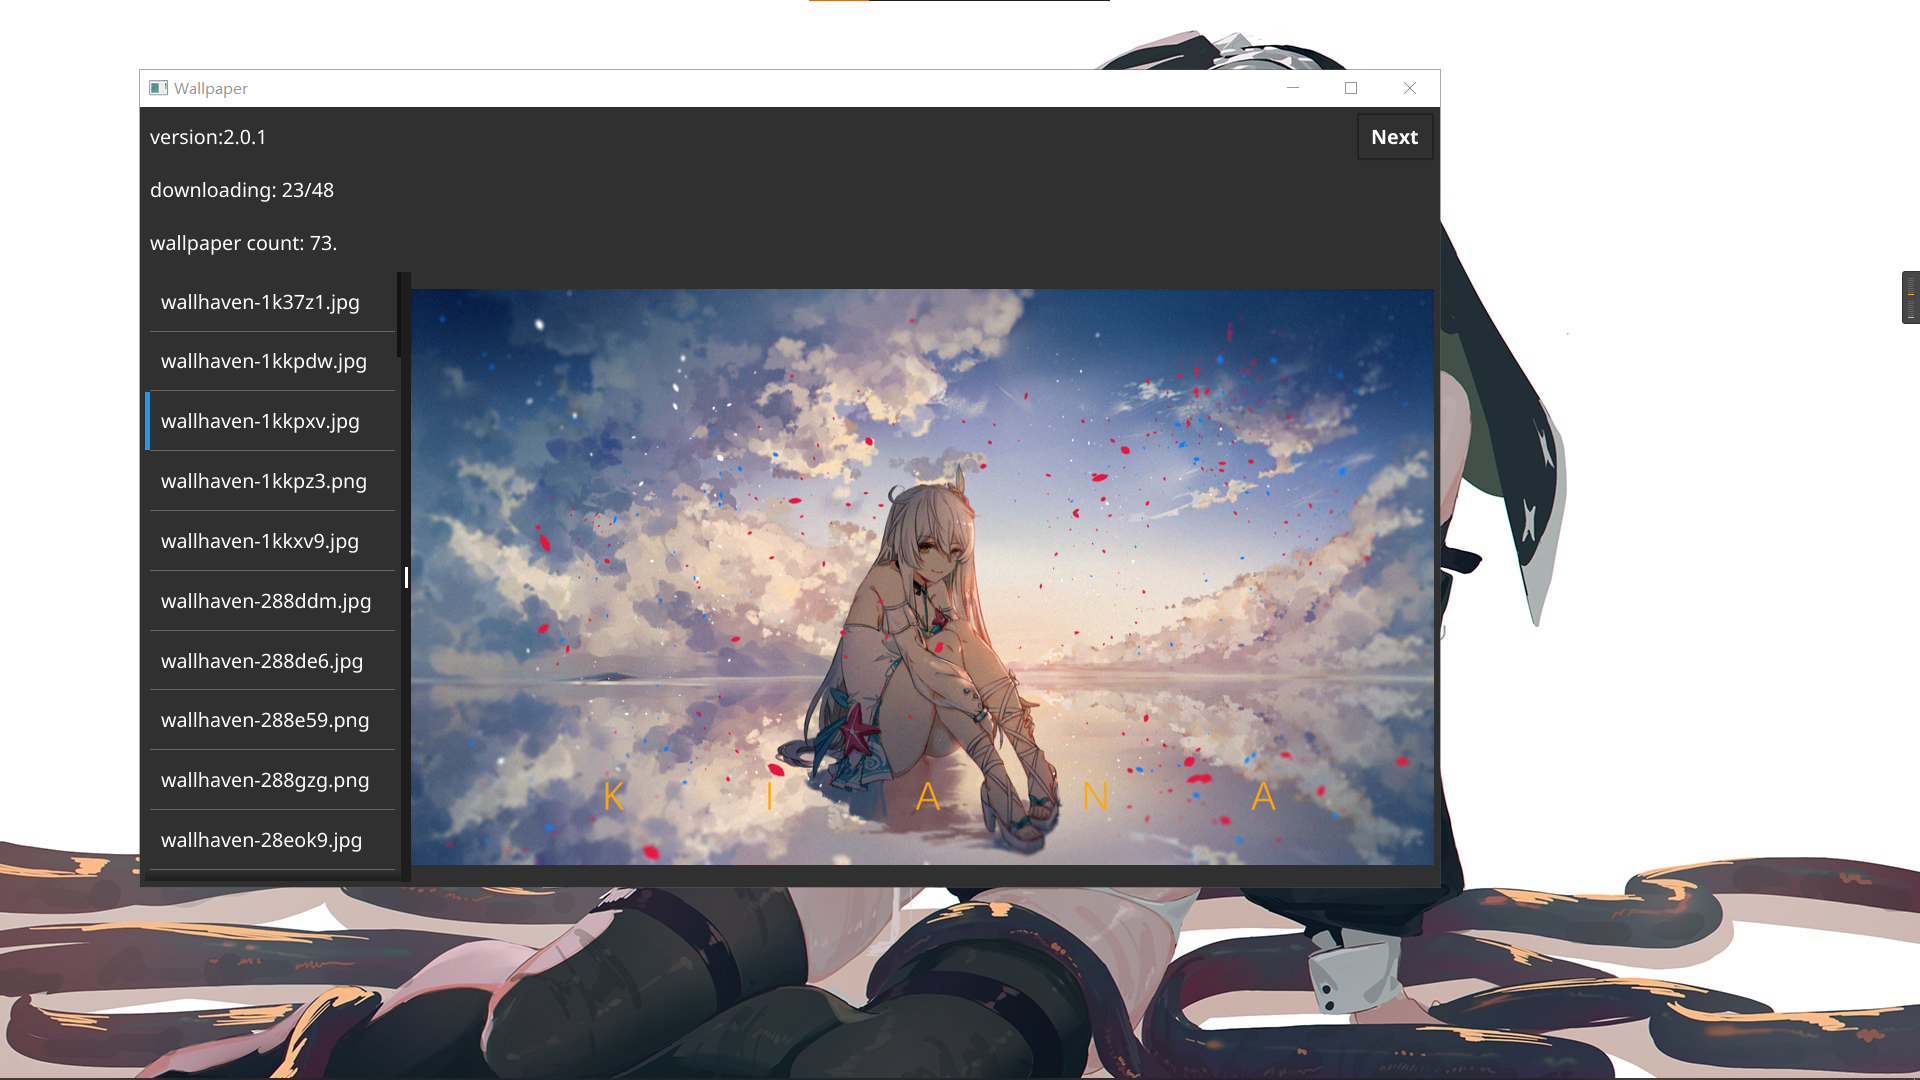 Wallpaper
version:2.0.1
Next
downloading: 23/48
wallpaper count: 73.
wallhaven-1k37z1.jpg
wallhaven-1kkpdw.jpg
wallhaven-1kkpxv.jpg
wallhaven-1kkpz3.png
wallhaven-1kkxv9.jpg
wallhaven-288ddm.jpg
wallhaven-288de6.jpg
wallhaven-288e59.png
wallhaven-288gzg.png
wallhaven-28eok9.jpg
K I A N A